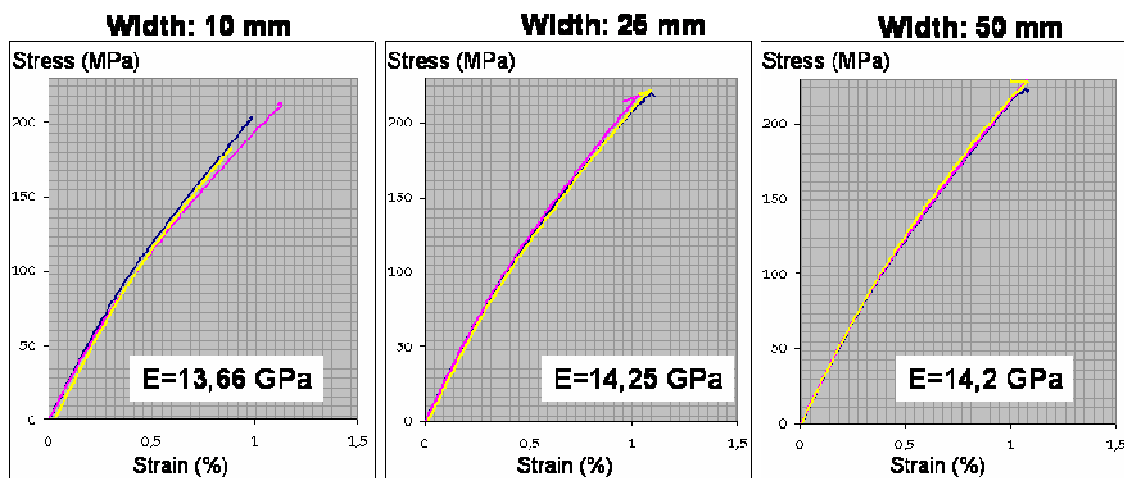 Width: 10 mm
Stress (MPa)
200
150
100
50
0
E=13,66 GPa
0 0,5 1 1,5
Strain (%)
Width: 25 mm
Stress (MPa)
200
150
100
50
0
E=14,25 GPa
0 0,5 1 1,5
Strain (%)
Width: 50 mm
Stress (MPa)
200
150
100
50
0
E=14,2 GPa
0 0,5 1 1,5
Strain (%)